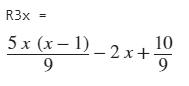 R3x =
5 x (x − 1)/9 − 2 x + 10/9